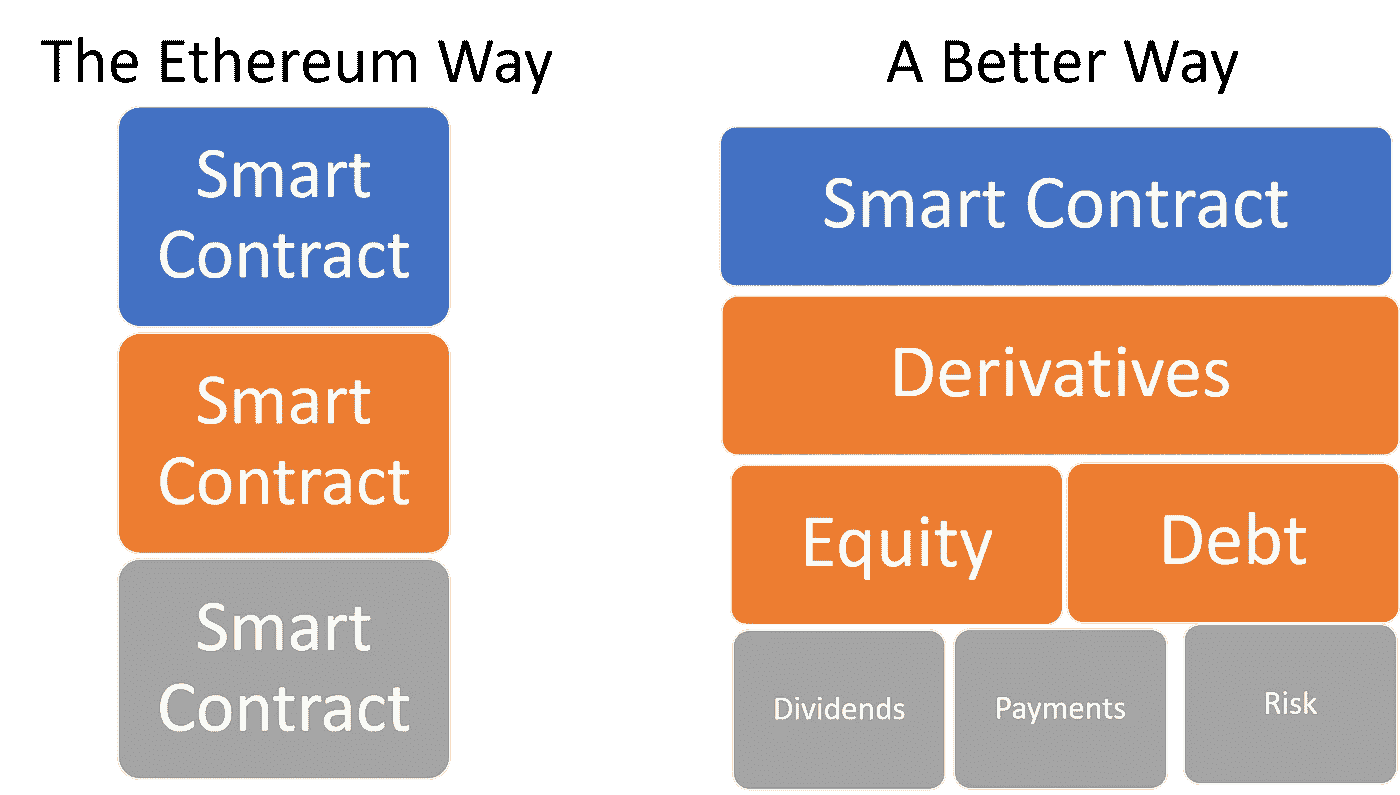 The Ethereum Way
Smart
Contract
Smart
Contract
Smart
Contract
A Better Way
Smart Contract
Derivatives
Equity
Debt
Dividends
Payments
Risk